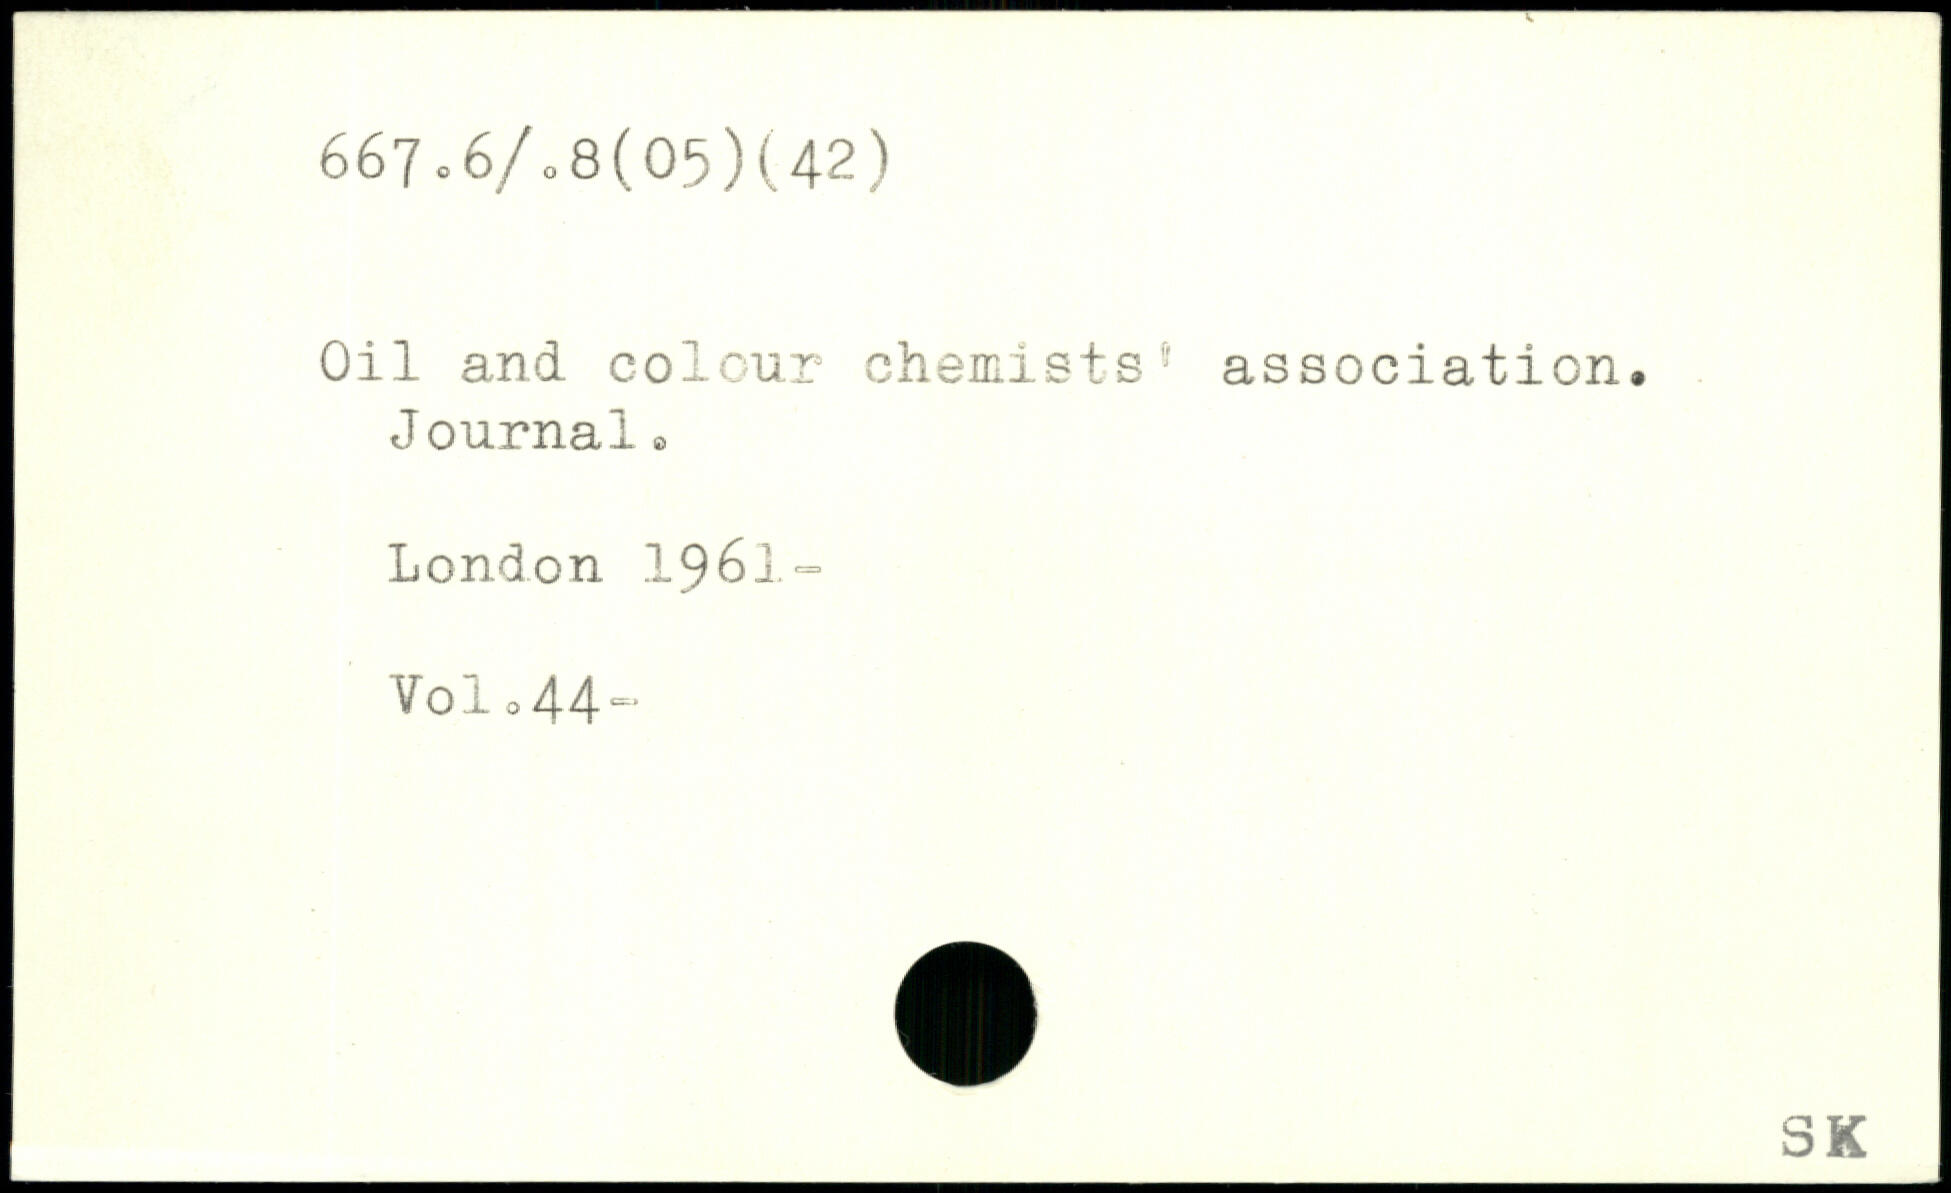 667.6/.8(05)(42)
Oil and colour chemists' association.
Journal.
London 1961-
Vol.44-
SK